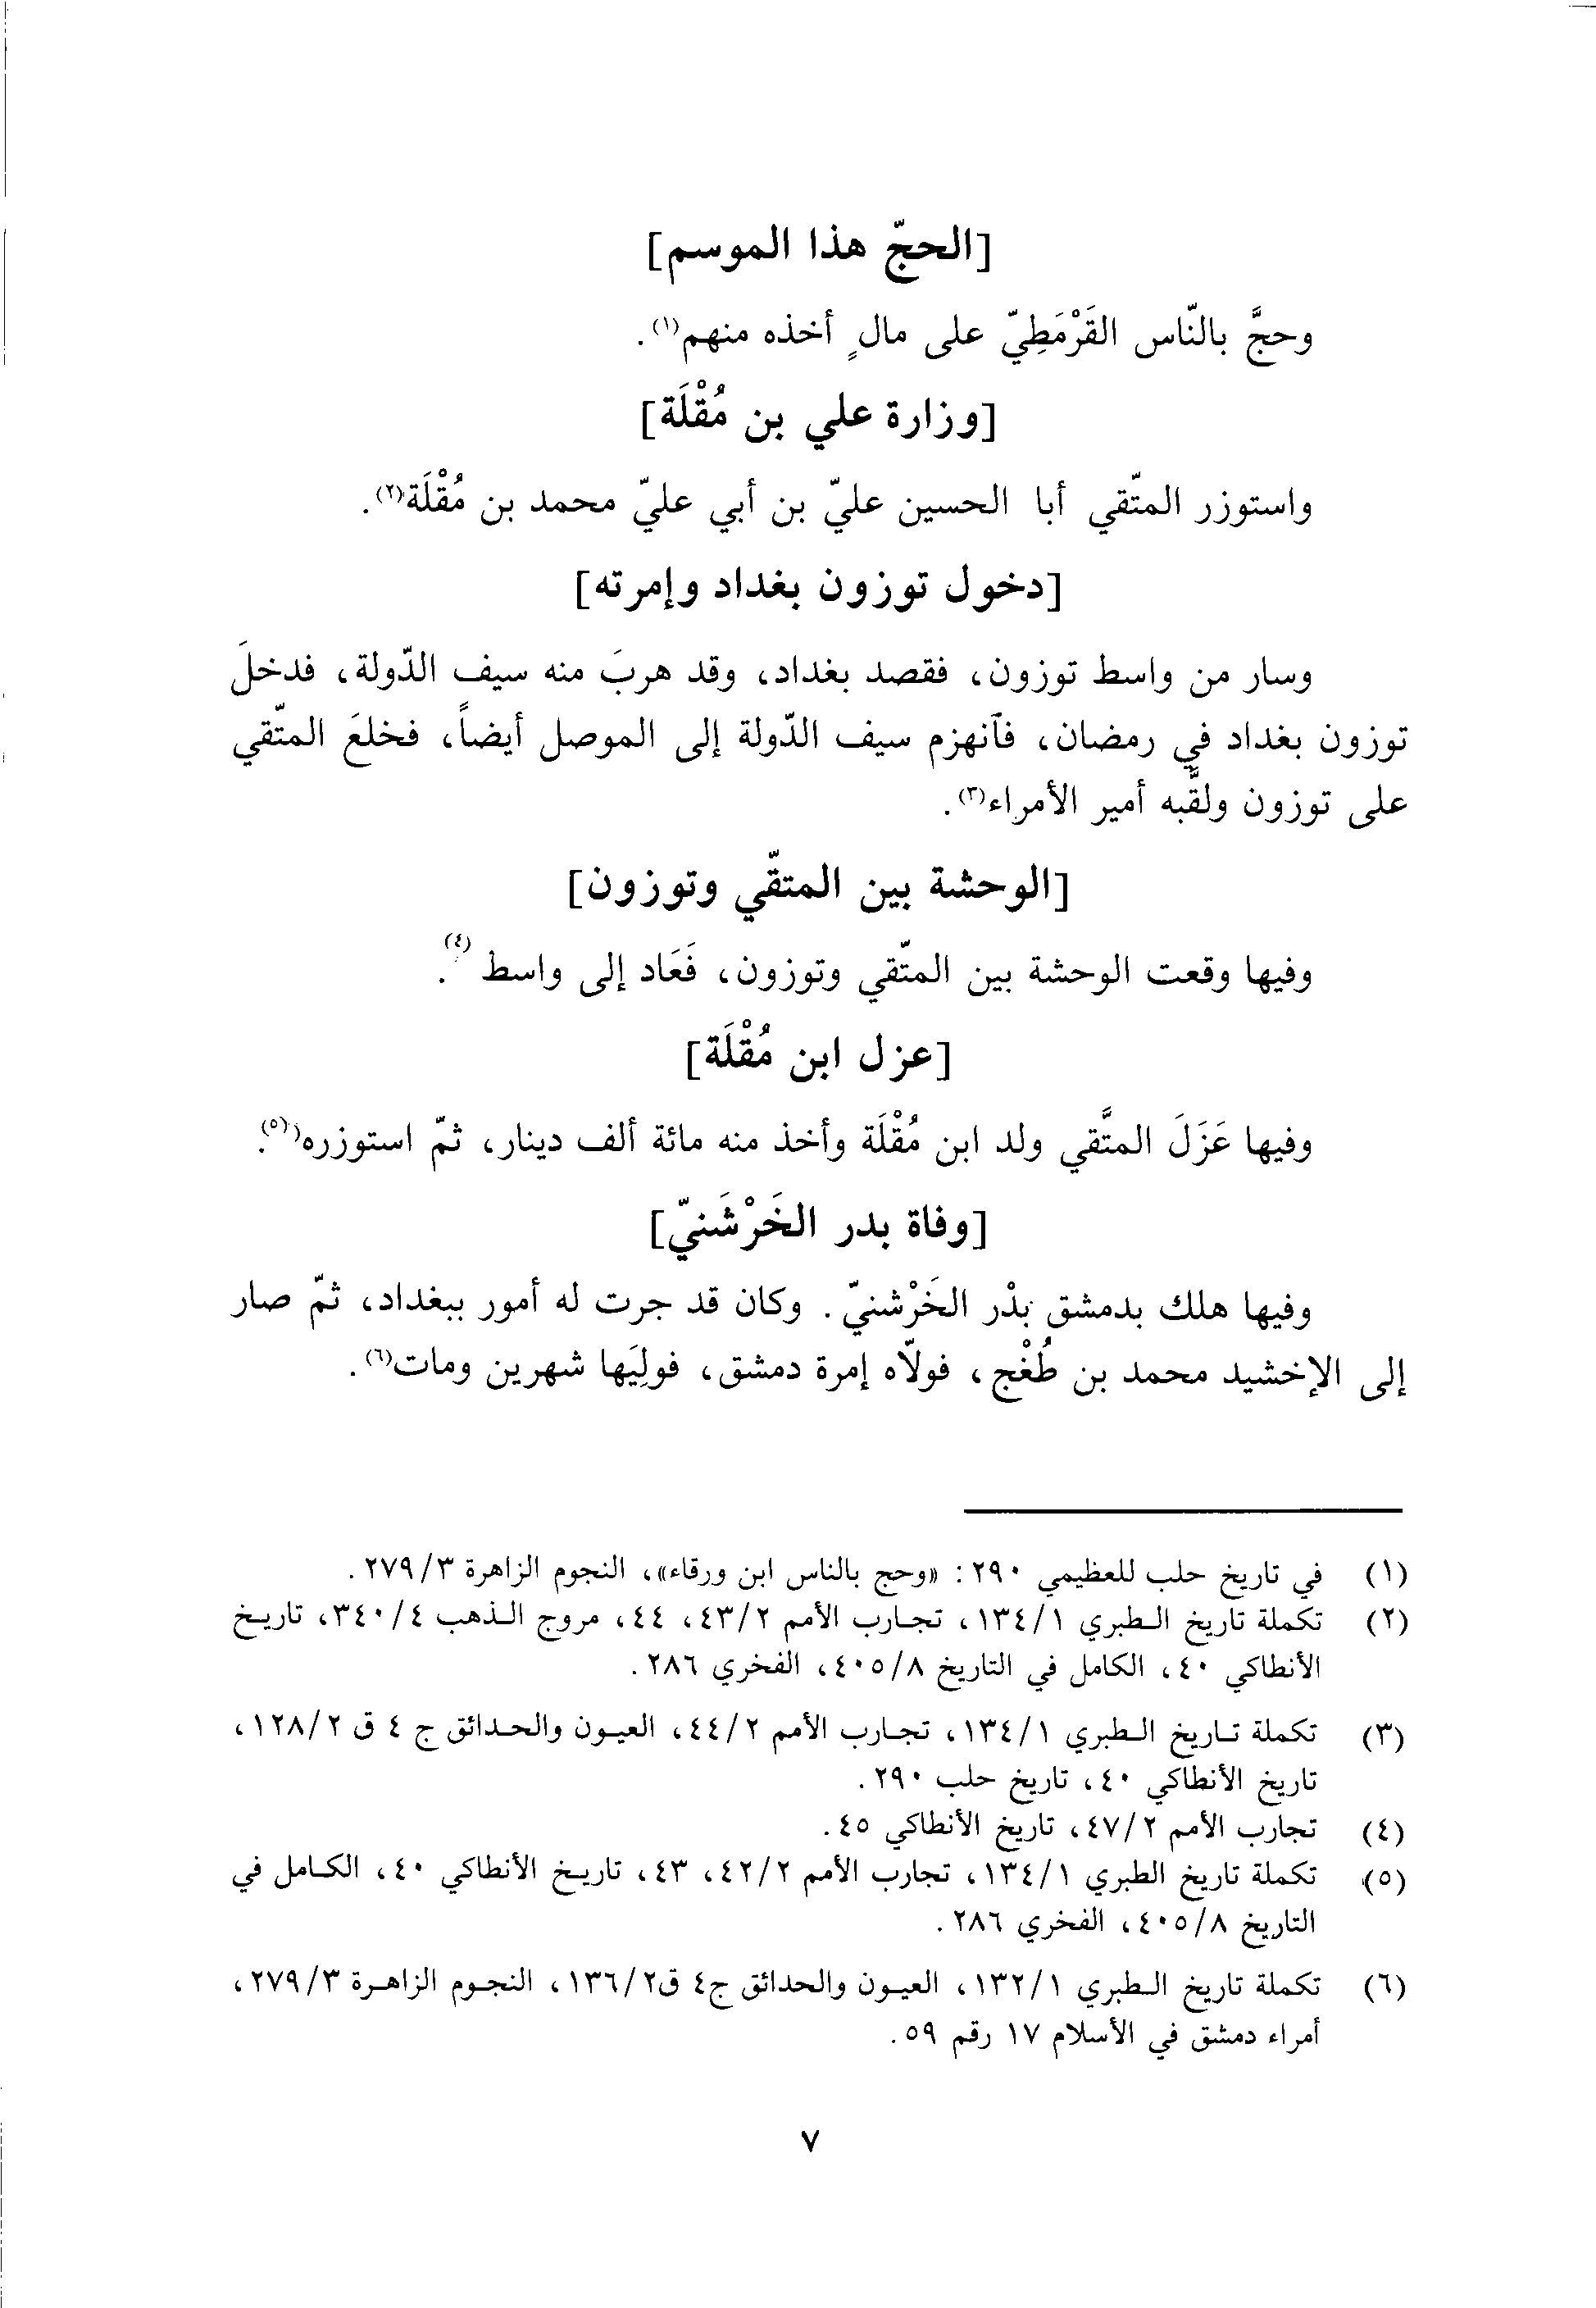 [الحجّ هذا الموسم]
وحجَّ بالنّاس القَرْمَطِيّ على مالٍ أخذه منهم(١).
[وزارة علي بن مُقْلَة]
واستوزر المتّقي أبا الحسين عليّ بن أبي عليّ محمد بن مُقْلَة(٢).
[دخول توزون بغداد وإمرته]
وسار من واسط توزون، فقصد بغداد، وقد هربَ منه سيف الدّولة، فدخلَ
توزون بغداد في رمضان، فآنهزم سيف الدّولة إلى الموصل أيضاً، فخلعَ المتّقي
على توزون ولقَّبه أمير الأمراء(٣).
[الوحشة بين المتقّي وتوزون]
وفيها وقعت الوحشة بين المتّقي وتوزون، فَعَاد إلى واسط(٤).
[عزل ابن مُقْلَة]
وفيها عَزَلَ المتَّقي ولد ابن مُقْلَة وأخذ منه مائة ألف دينار، ثمّ استوزره(٥).
[وفاة بدر الخَرْشَنيّ]
وفيها هلك بدمشق بدْر الخَرْشنيّ. وكان قد جرت له أمور ببغداد، ثمّ صار
إلى الإخشيد محمد بن طُغْج، فولاّه إمرة دمشق، فولِيَها شهرين ومات(٦).
(١) في تاريخ حلب للعظيمي ٢٩٠: «وحج بالناس ابن ورقاء»، النجوم الزاهرة ٢٧٩/٣.
(٢) تكملة تاريخ الطبري ١٣٤/١، تجارب الأمم ٤٣/٢، ٤٤، مروج الذهب ٣٤٠/٤، تاريخ
الأنطاكي ٤٠، الكامل في التاريخ ٤٠٥/٨، الفخري ٢٨٦.
(٣) تكملة تاريخ الطبري ١٣٤/١، تجارب الأمم ٤٤/٢، العيون والحدائق ج ٤ ق ١٢٨/٢،
تاريخ الأنطاكي ٤٠، تاريخ حلب ٢٩٠.
(٤) تجارب الأمم ٤٧/٢، تاريخ الأنطاكي ٤٥.
(٥) تكملة تاريخ الطبري ١٣٤/١، تجارب الأمم ٤٢/٢، ٤٣، تاريخ الأنطاكي ٤٠، الكامل في
التاريخ ٤٠٥/٨، الفخري ٢٨٦.
(٦) تكملة تاريخ الطبري ١٣٢/١، العيون والحدائق ج٤ ق١٣٦/٢، النجوم الزاهرة ٢٧٩/٣،
أمراء دمشق في الأسلام ١٧ رقم ٥٩.
٧